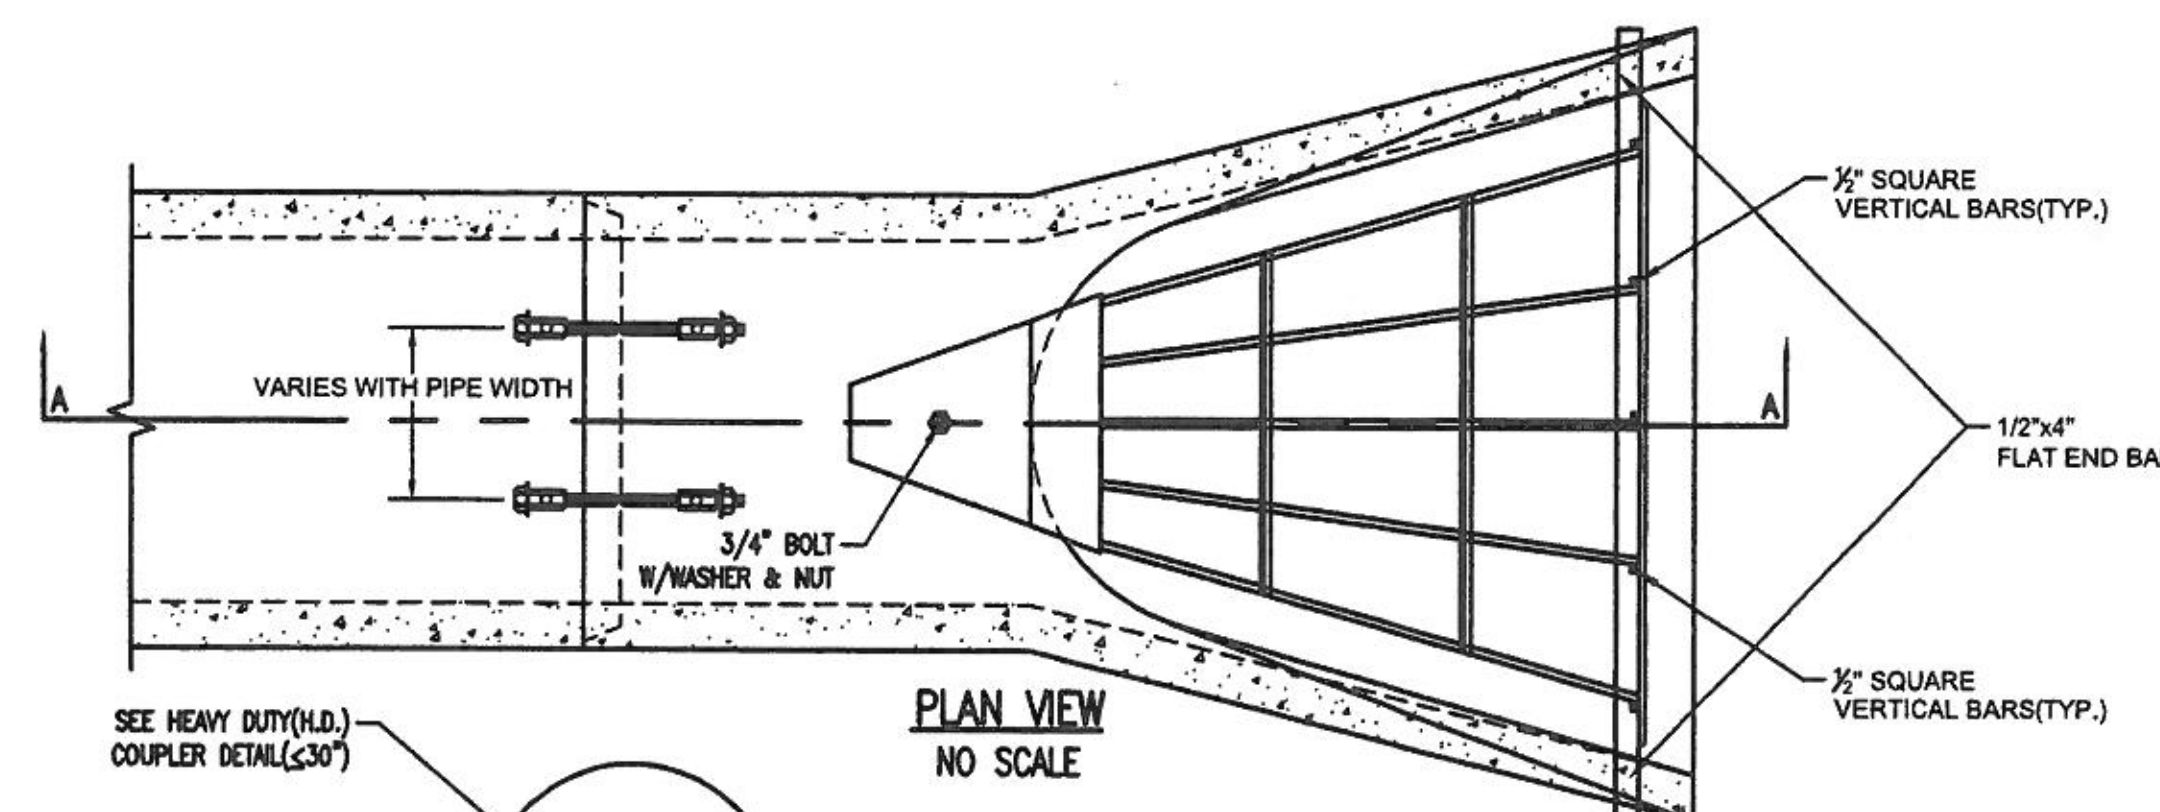 ½" SQUARE
VERTICAL BARS(TYP.)
VARIES WITH PIPE WIDTH
A
A
1/2"x4"
FLAT END BA
3/4" BOLT
W/WASHER & NUT
½" SQUARE
VERTICAL BARS(TYP.)
PLAN VIEW
NO SCALE
SEE HEAVY DUTY(H.D.)
COUPLER DETAIL(≤30")